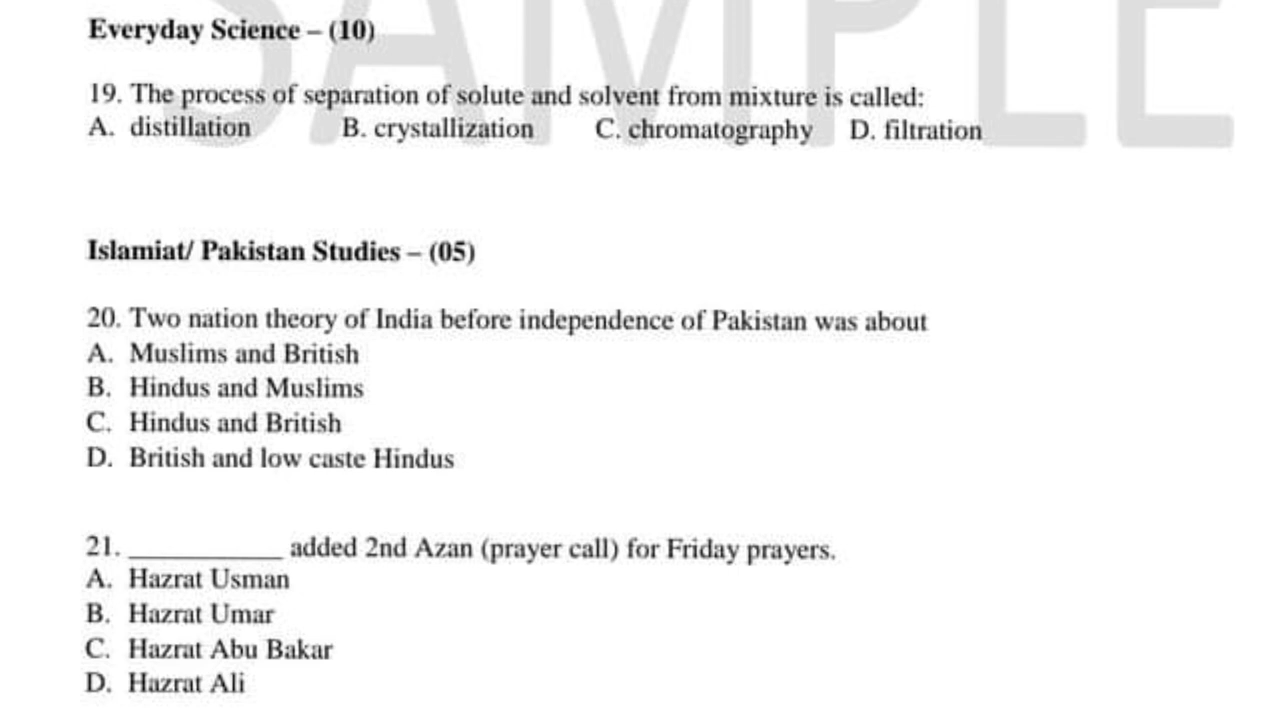 SAMPLE
Everyday Science – (10)
19. The process of separation of solute and solvent from mixture is called:
A. distillation B. crystallization C. chromatography D. filtration
Islamiat/ Pakistan Studies – (05)
20. Two nation theory of India before independence of Pakistan was about
A. Muslims and British
B. Hindus and Muslims
C. Hindus and British
D. British and low caste Hindus
21. __________ added 2nd Azan (prayer call) for Friday prayers.
A. Hazrat Usman
B. Hazrat Umar
C. Hazrat Abu Bakar
D. Hazrat Ali